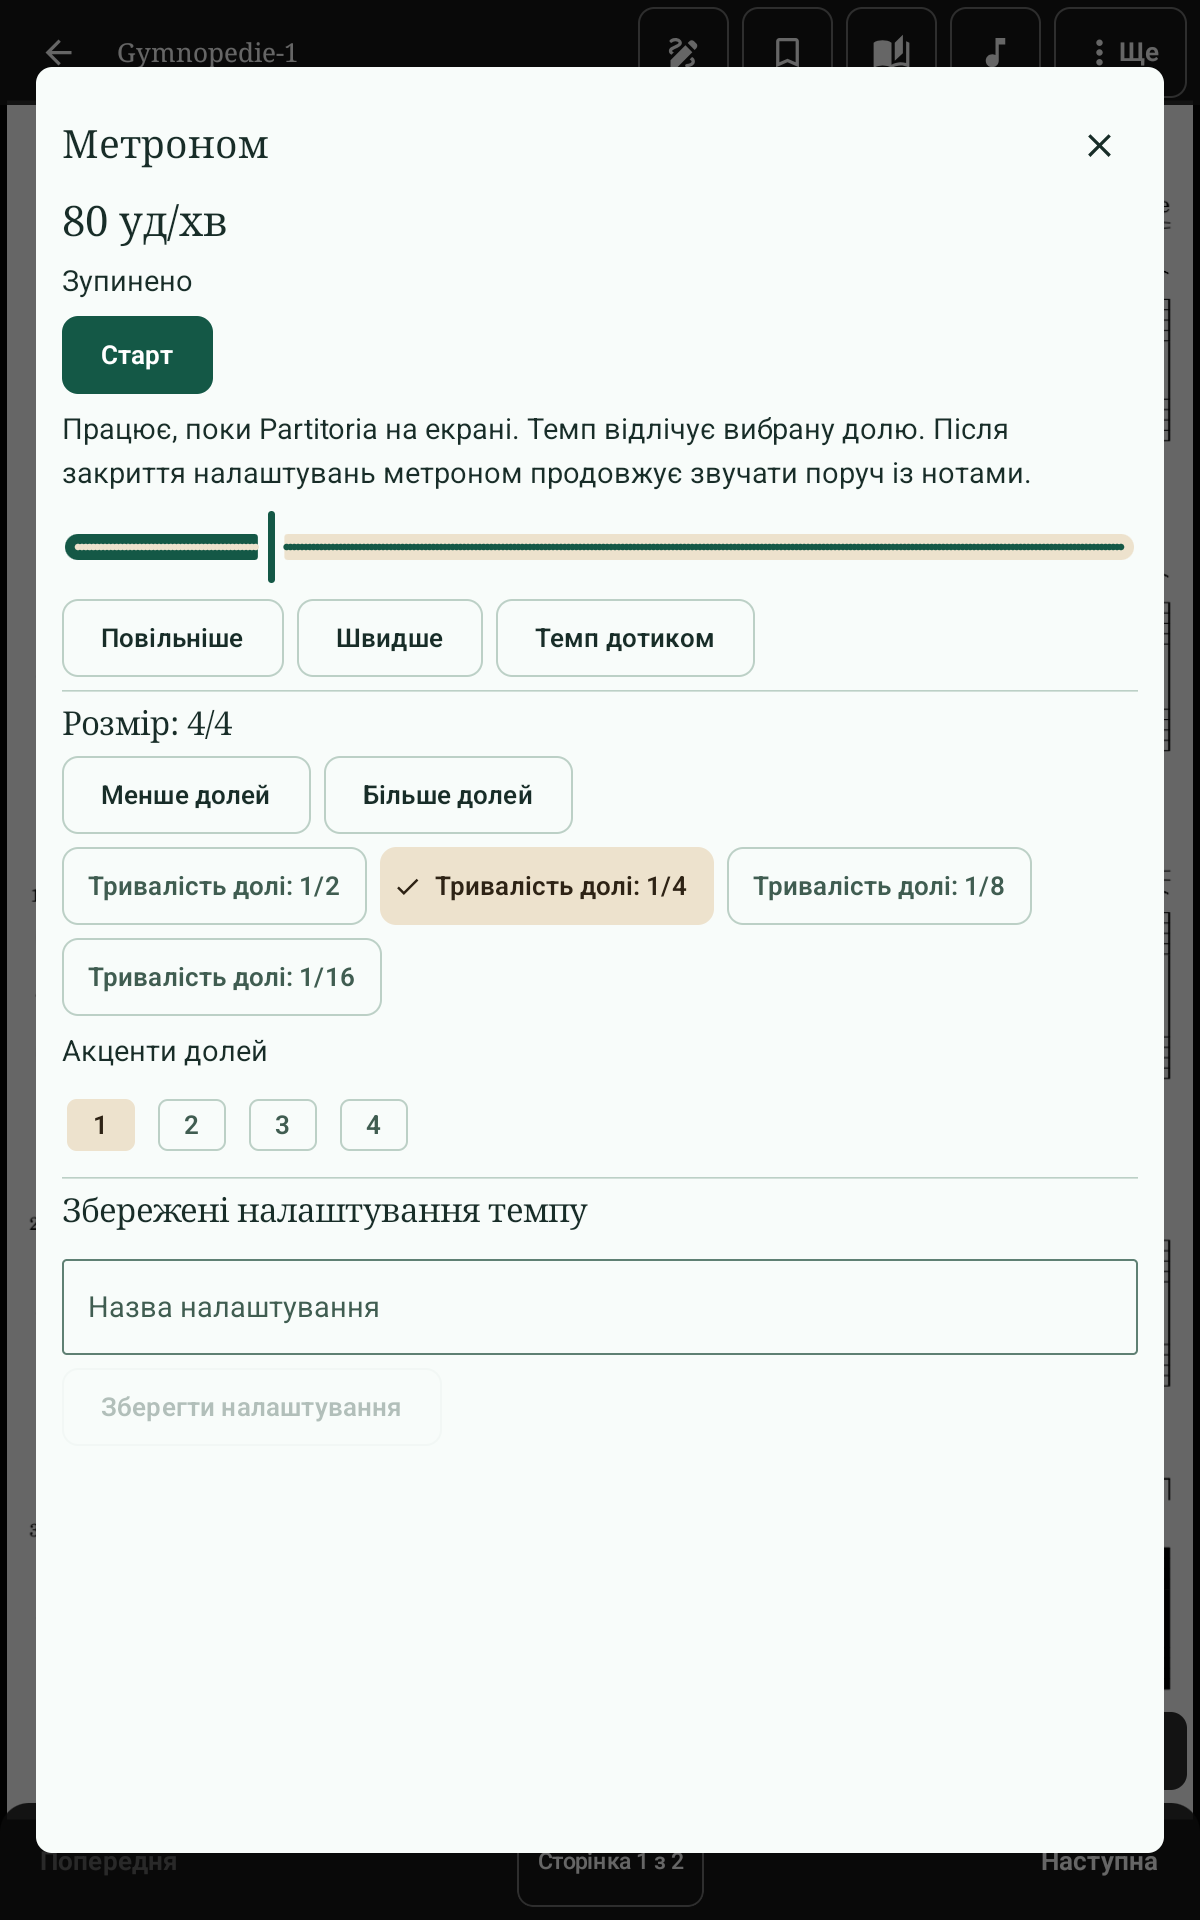 Gymnopedie-1
Ще
Метроном
80 уд/хв
Зупинено
Старт
Працює, поки Partitoria на екрані. Темп відлічує вибрану долю. Після
закриття налаштувань метроном продовжує звучати поруч із нотами.
Повільніше Швидше Темп дотиком
Розмір: 4/4
Менше долей Більше долей
Тривалість долі: 1/2 Тривалість долі: 1/4 Тривалість долі: 1/8
Тривалість долі: 1/16
Акценти долей
1 2 3 4
Збережені налаштування темпу
Назва налаштування
Зберегти налаштування
Попередня Сторінка 1 з 2 Наступна